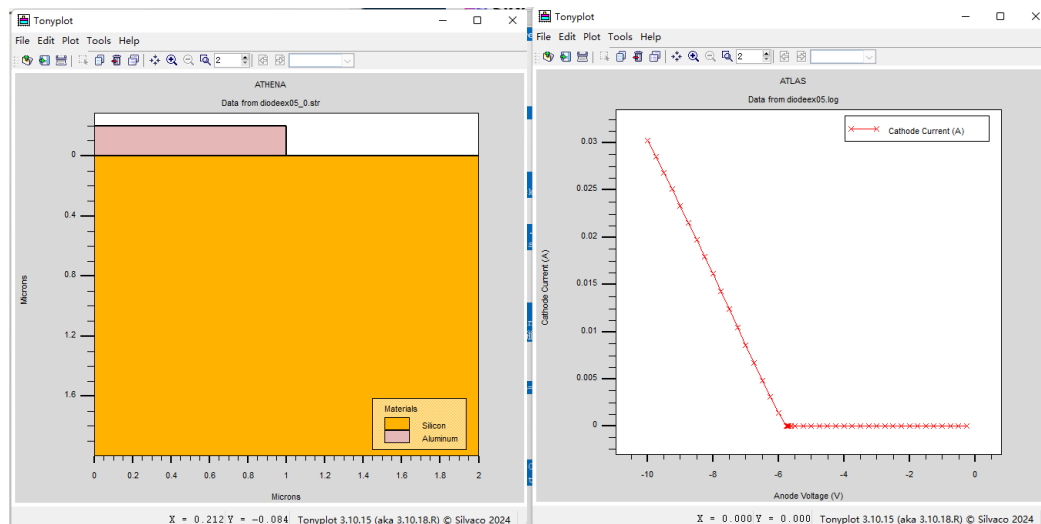 Tonyplot
File Edit Plot Tools Help
2
ATHENA
Data from diodeex05_0.str
0
0.4
0.8
1.2
1.6
Microns
Materials
Silicon
Aluminum
0 0.2 0.4 0.6 0.8 1 1.2 1.4 1.6 1.8 2
Microns
X = 0.212 Y = -0.084 Tonyplot 3.10.15 (aka 3.10.18.R) © Silvaco 2024
Tonyplot
File Edit Plot Tools Help
2
ATLAS
Data from diodeex05.log
Cathode Current (A)
0.03
0.025
0.02
0.015
0.01
0.005
0
Cathode Current (A)
-10 -8 -6 -4 -2 0
Anode Voltage (V)
X = 0.000 Y = 0.000 Tonyplot 3.10.15 (aka 3.10.18.R) © Silvaco 2024